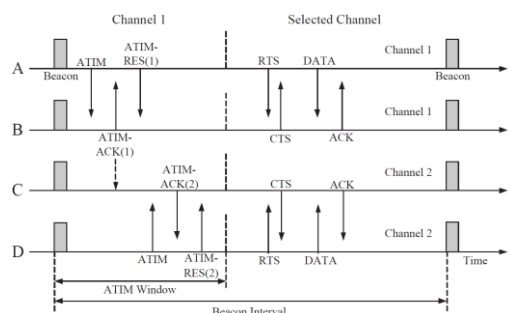 Channel 1
Selected Channel
ATIM-
RES(1)
ATIM
RTS
DATA
Channel 1
A
Beacon
Beacon
Channel 1
B
ATIM-
ACK(1)
CTS
ACK
ATIM-
ACK(2)
CTS
ACK
Channel 2
C
Channel 2
D
ATIM
ATIM-
RES(2)
RTS
DATA
Time
ATIM Window
Beacon Interval